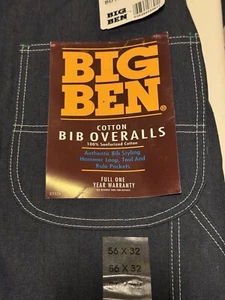 BIG
BEN
BIG
BEN®
COTTON
BIB OVERALLS
100% Sanforized Cotton
Authentic Bib Styling
Hammer Loop, Tool And
Rule Pockets
FULL ONE
YEAR WARRANTY
56 X 32
56 X 32